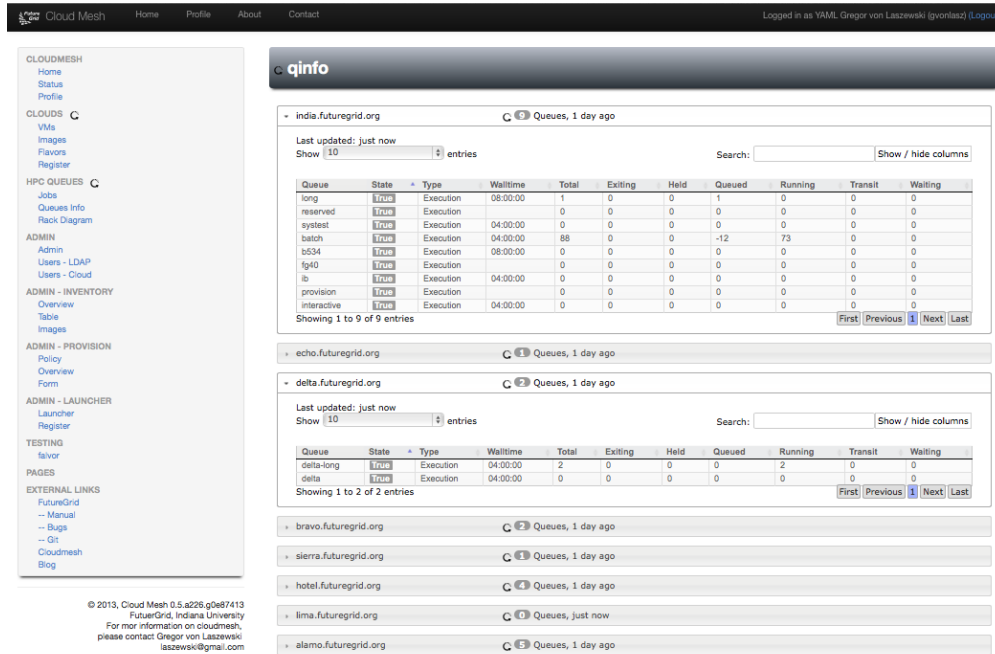 Future Grid Cloud Mesh Home Profile About Contact Logged in as YAML Gregor von Laszewski (gvonlasz) (Logou
CLOUDMESH
Home
Status
Profile
CLOUDS
VMs
Images
Flavors
Register
HPC QUEUES
Jobs
Queues Info
Rack Diagram
ADMIN
Admin
Users - LDAP
Users - Cloud
ADMIN - INVENTORY
Overview
Table
Images
ADMIN - PROVISION
Policy
Overview
Form
ADMIN - LAUNCHER
Launcher
Register
TESTING
faivor
PAGES
EXTERNAL LINKS
FutureGrid
-- Manual
-- Bugs
-- Git
Cloudmesh
Blog
© 2013, Cloud Mesh 0.5.a226.g0e87413
FutuerGrid, Indiana University
For mor information on cloudmesh,
please contact Gregor von Laszewski
laszewski@gmail.com
qinfo
india.futuregrid.org 9 Queues, 1 day ago
Last updated: just now
Show 10 entries Search: Show / hide columns
Queue State Type Walltime Total Exiting Held Queued Running Transit Waiting
long True Execution 08:00:00 1 0 0 1 0 0 0
reserved True Execution 0 0 0 0 0 0 0
systest True Execution 04:00:00 0 0 0 0 0 0 0
batch True Execution 04:00:00 88 0 0 -12 73 0 0
b534 True Execution 08:00:00 0 0 0 0 0 0 0
fg40 True Execution 0 0 0 0 0 0 0
ib True Execution 04:00:00 0 0 0 0 0 0 0
provision True Execution 0 0 0 0 0 0 0
interactive True Execution 04:00:00 0 0 0 0 0 0 0
Showing 1 to 9 of 9 entries First Previous 1 Next Last
echo.futuregrid.org 1 Queues, 1 day ago
delta.futuregrid.org 2 Queues, 1 day ago
Last updated: just now
Show 10 entries Search: Show / hide columns
Queue State Type Walltime Total Exiting Held Queued Running Transit Waiting
delta-long True Execution 04:00:00 2 0 0 0 2 0 0
delta True Execution 04:00:00 0 0 0 0 0 0 0
Showing 1 to 2 of 2 entries First Previous 1 Next Last
bravo.futuregrid.org 2 Queues, 1 day ago
sierra.futuregrid.org 1 Queues, 1 day ago
hotel.futuregrid.org 4 Queues, 1 day ago
lima.futuregrid.org 0 Queues, just now
alamo.futuregrid.org 5 Queues, 1 day ago